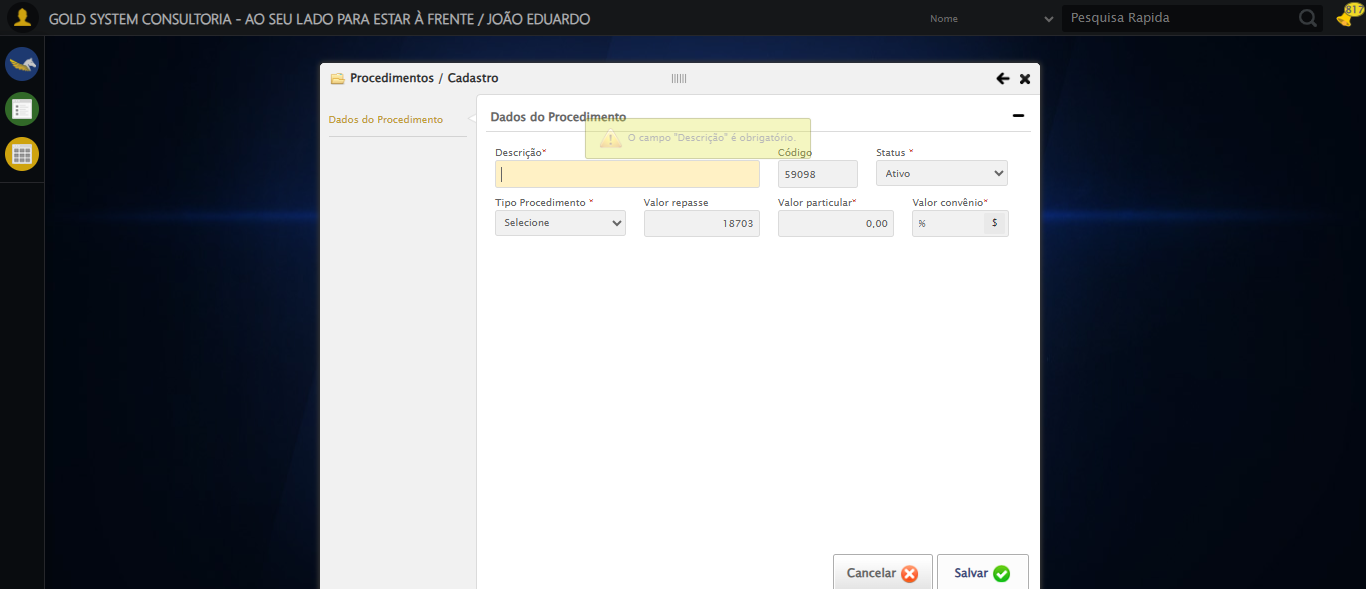 GOLD SYSTEM CONSULTORIA - AO SEU LADO PARA ESTAR À FRENTE / JOÃO EDUARDO
Nome
Pesquisa Rapida
817
Procedimentos / Cadastro
Dados do Procedimento
Dados do Procedimento
O campo "Descrição" é obrigatório.
Descrição*
Código
Status *
59098
Ativo
Tipo Procedimento *
Valor repasse
Valor particular*
Valor convênio*
Selecione
18703
0,00
%
$
Cancelar
Salvar